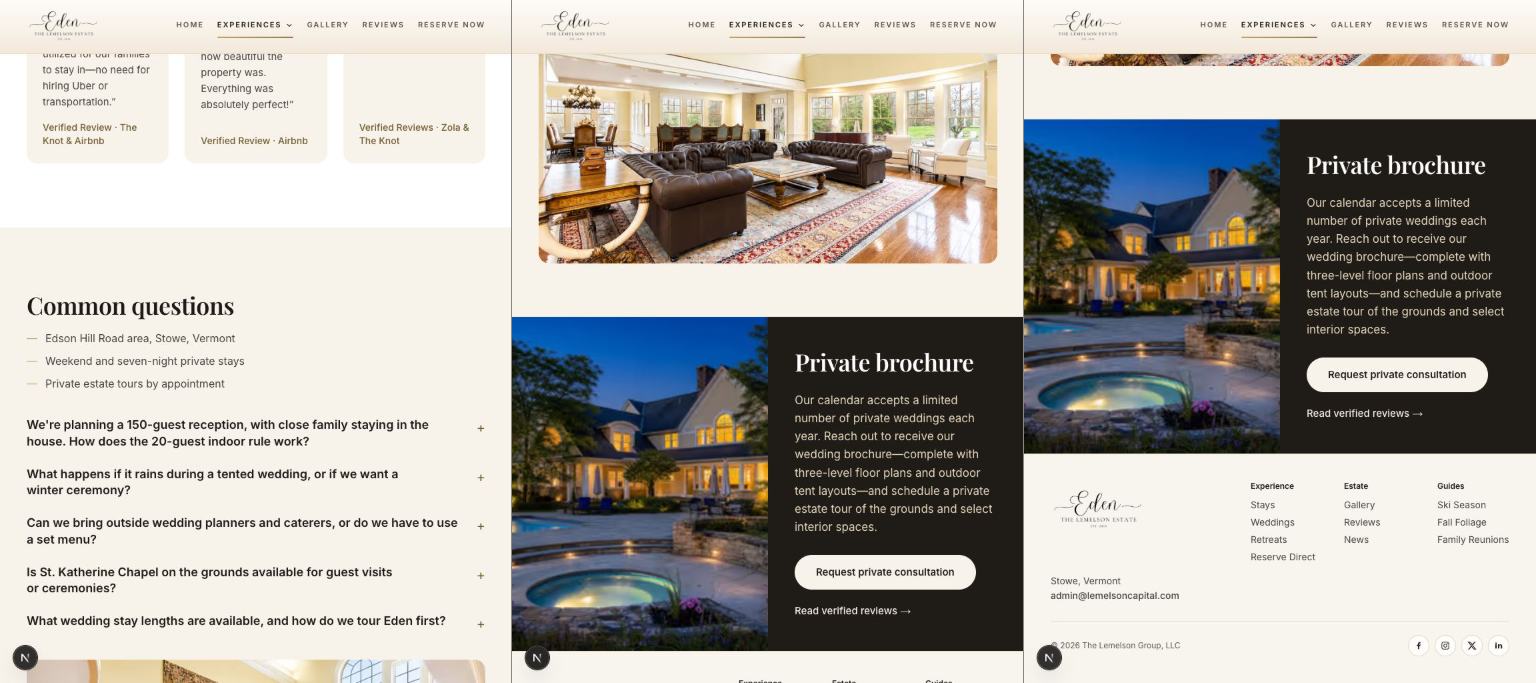 Eden
THE LEMELSON ESTATE
HOME EXPERIENCES GALLERY REVIEWS RESERVE NOW
utilized for our families
to stay in—no need for
hiring Uber or
transportation.”
Verified Review · The
Knot & Airbnb
how beautiful the
property was.
Everything was
absolutely perfect!”
Verified Review · Airbnb
Verified Reviews · Zola &
The Knot
Common questions
— Edson Hill Road area, Stowe, Vermont
— Weekend and seven-night private stays
— Private estate tours by appointment
We're planning a 150-guest reception, with close family staying in the
house. How does the 20-guest indoor rule work?
+
What happens if it rains during a tented wedding, or if we want a
winter ceremony?
+
Can we bring outside wedding planners and caterers, or do we have to use
a set menu?
+
Is St. Katherine Chapel on the grounds available for guest visits
or ceremonies?
+
What wedding stay lengths are available, and how do we tour Eden first?
+
N
Eden
THE LEMELSON ESTATE
HOME EXPERIENCES GALLERY REVIEWS RESERVE NOW
Private brochure
Our calendar accepts a limited
number of private weddings each
year. Reach out to receive our
wedding brochure—complete with
three-level floor plans and outdoor
tent layouts—and schedule a private
estate tour of the grounds and select
interior spaces.
Request private consultation
Read verified reviews →
N
Experience Estate Guides
Eden
THE LEMELSON ESTATE
HOME EXPERIENCES GALLERY REVIEWS RESERVE NOW
Private brochure
Our calendar accepts a limited
number of private weddings each
year. Reach out to receive our
wedding brochure—complete with
three-level floor plans and outdoor
tent layouts—and schedule a private
estate tour of the grounds and select
interior spaces.
Request private consultation
Read verified reviews →
Eden
THE LEMELSON ESTATE
Experience
Stays
Weddings
Retreats
Reserve Direct
Estate
Gallery
Reviews
News
Guides
Ski Season
Fall Foliage
Family Reunions
Stowe, Vermont
admin@lemelsoncapital.com
N
2026 The Lemelson Group, LLC